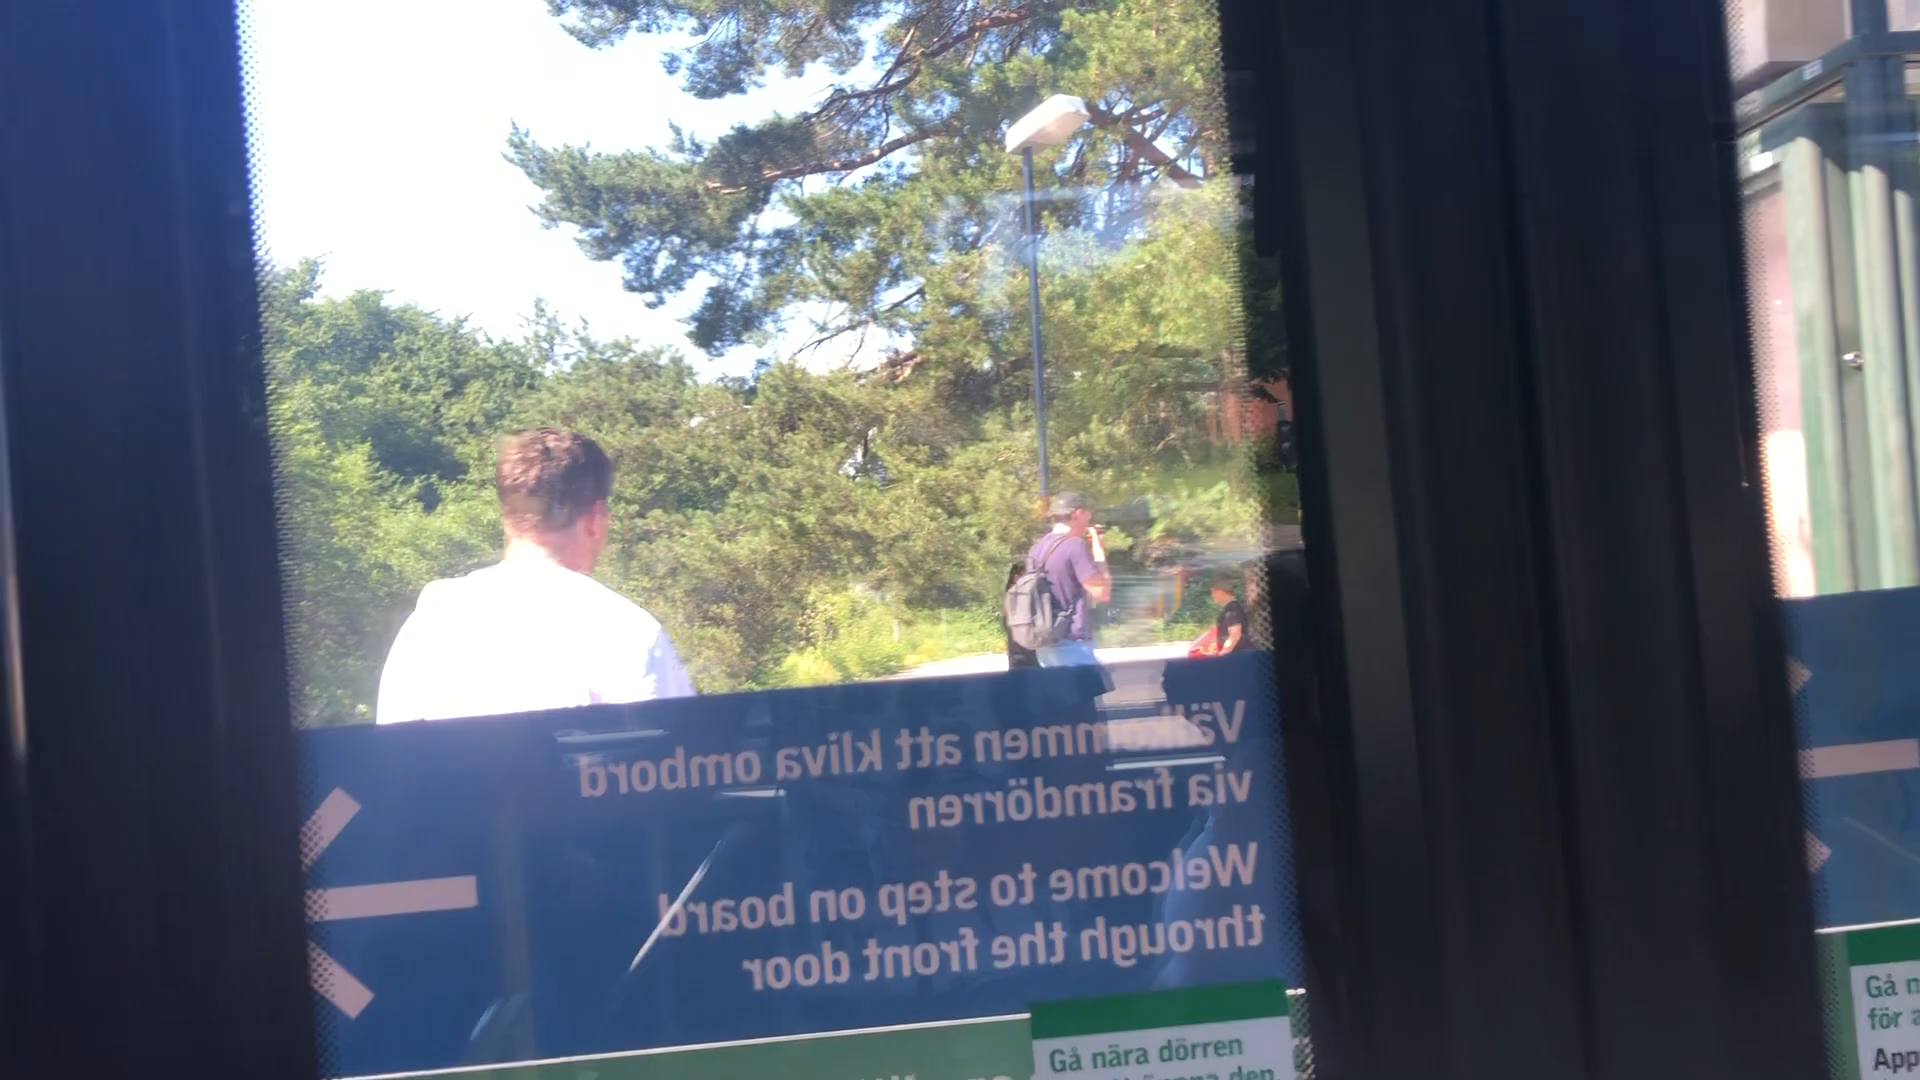 Välkommen att kliva ombord
via framdörren
Welcome to step on board
through the front door
Gå nära dörren
den
Gå
för
App